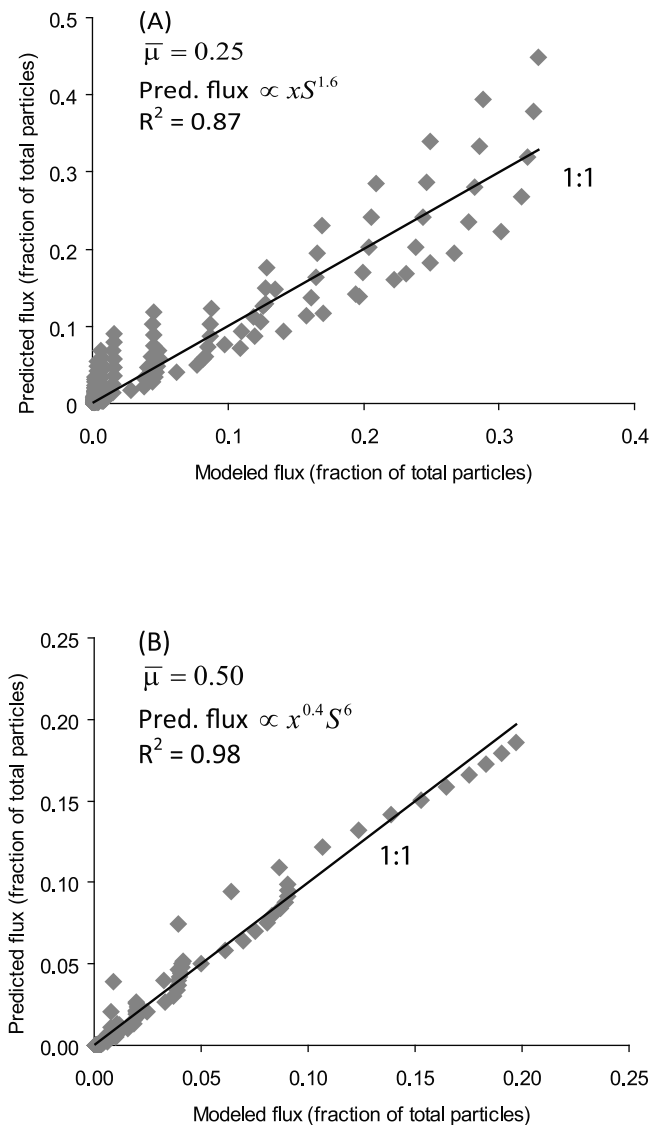 (A)
μ̅ = 0.25
Pred. flux ∝ xS^1.6
R² = 0.87
1:1
0.5
0.4
0.3
0.2
0.1
0
0.0 0.1 0.2 0.3 0.4
Predicted flux (fraction of total particles)
Modeled flux (fraction of total particles)
(B)
μ̅ = 0.50
Pred. flux ∝ x^0.4 S^6
R² = 0.98
1:1
0.25
0.20
0.15
0.10
0.05
0.00
0.00 0.05 0.10 0.15 0.20 0.25
Predicted flux (fraction of total particles)
Modeled flux (fraction of total particles)